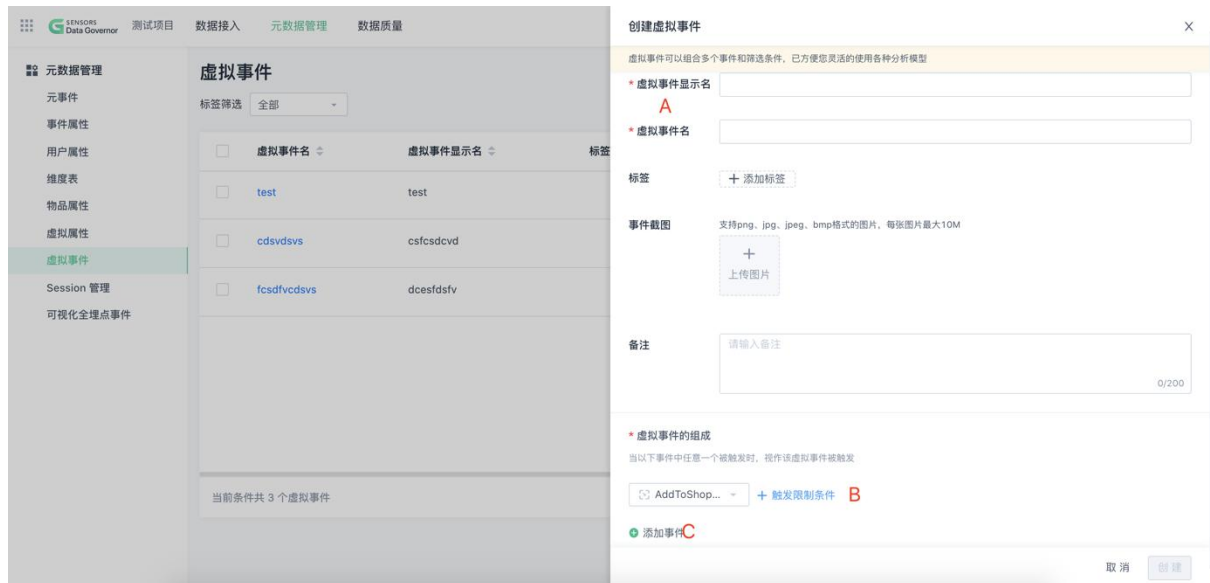 SENSORS
Data Governor
测试项目
数据接入
元数据管理
数据质量
元数据管理
元事件
事件属性
用户属性
维度表
物品属性
虚拟属性
虚拟事件
Session 管理
可视化全埋点事件
虚拟事件
标签筛选 全部
虚拟事件名 虚拟事件显示名 标签
test test
cdsvdsvs csfcsdcvd
fcsdfvcdsvs dcesfdsfv
当前条件共 3 个虚拟事件
创建虚拟事件 X
虚拟事件可以组合多个事件和筛选条件，已方便您灵活的使用各种分析模型
* 虚拟事件显示名
A
* 虚拟事件名
标签 + 添加标签
事件截图 支持png、jpg、jpeg、bmp格式的图片，每张图片最大10M
+
上传图片
备注 请输入备注
0/200
* 虚拟事件的组成
当以下事件中任意一个被触发时，视作该虚拟事件被触发
AddToShop... + 触发限制条件 B
添加事件 C
取消 创建